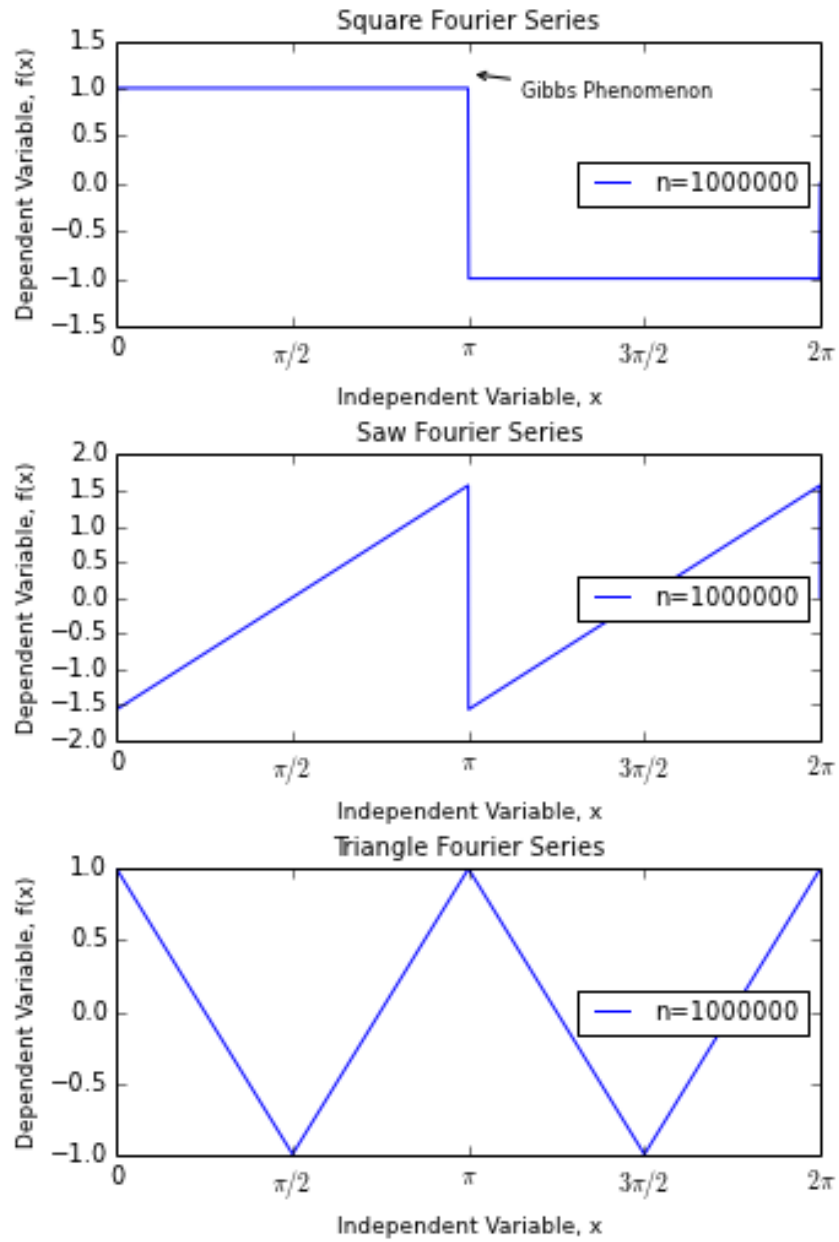 Square Fourier Series
Dependent Variable, f(x)
1.5
1.0
0.5
0.0
−0.5
−1.0
−1.5
Gibbs Phenomenon
n=1000000
0 π/2 π 3π/2 2π
Independent Variable, x
Saw Fourier Series
Dependent Variable, f(x)
2.0
1.5
1.0
0.5
0.0
−0.5
−1.0
−1.5
−2.0
n=1000000
0 π/2 π 3π/2 2π
Independent Variable, x
Triangle Fourier Series
Dependent Variable, f(x)
1.0
0.5
0.0
−0.5
−1.0
n=1000000
0 π/2 π 3π/2 2π
Independent Variable, x